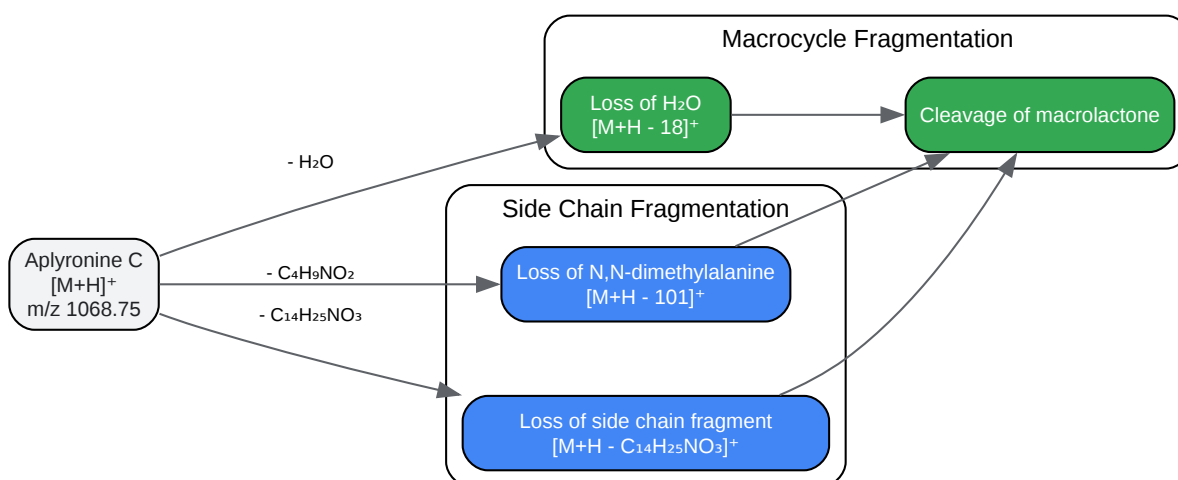 Macrocycle Fragmentation
Loss of H₂O
[M+H - 18]⁺
Cleavage of macrolactone
- H₂O
Side Chain Fragmentation
Aplyronine C
[M+H]⁺
m/z 1068.75
- C₄H₉NO₂
Loss of N,N-dimethylalanine
[M+H - 101]⁺
- C₁₄H₂₅NO₃
Loss of side chain fragment
[M+H - C₁₄H₂₅NO₃]⁺